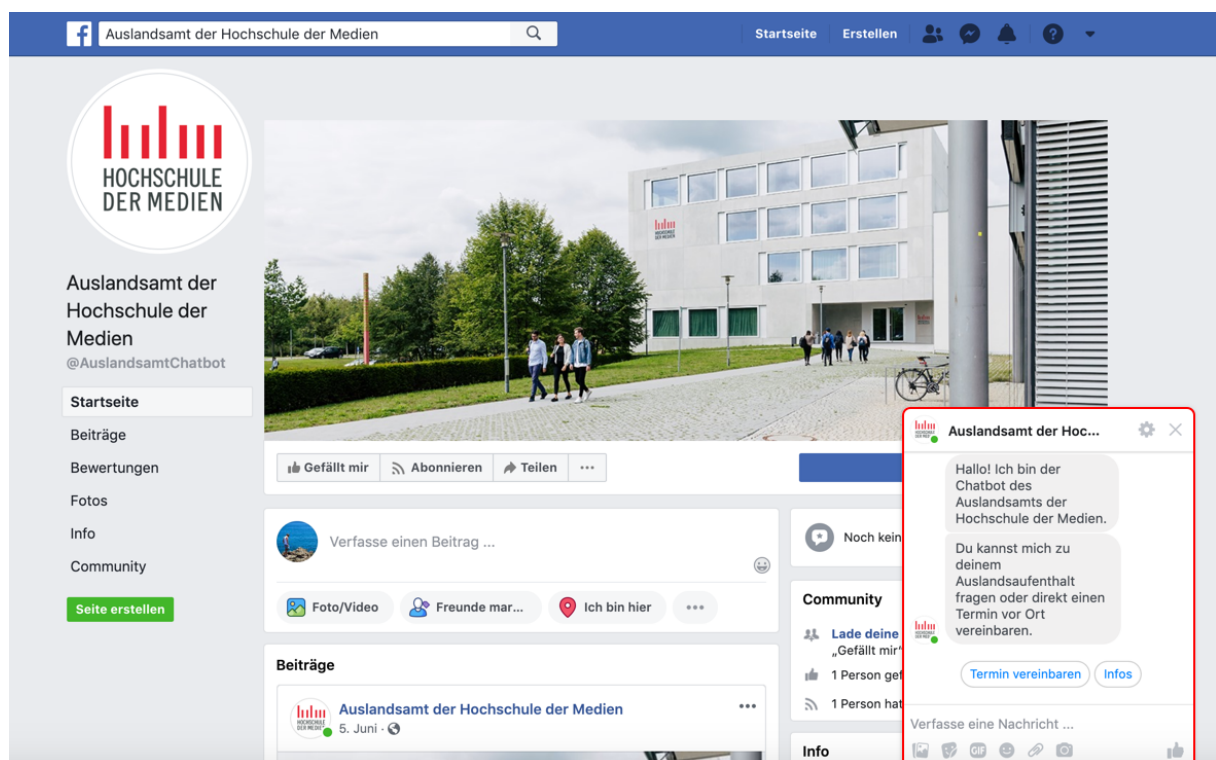 Auslandsamt der Hochschule der Medien
Startseite
Erstellen
HOCHSCHULE
DER MEDIEN
HOCHSCHULE
DER MEDIEN
Auslandsamt der
Hochschule der
Medien
@AuslandsamtChatbot
Startseite
Beiträge
Bewertungen
Fotos
Info
Community
Seite erstellen
Gefällt mir
Abonnieren
Teilen
Verfasse einen Beitrag ...
Foto/Video
Freunde mar...
Ich bin hier
Beiträge
Auslandsamt der Hochschule der Medien
5. Juni ·
Noch kein
Community
Lade deine
„Gefällt mir“
1 Person gef
1 Person hat
Info
Auslandsamt der Hoc...
Hallo! Ich bin der
Chatbot des
Auslandsamts der
Hochschule der Medien.
Du kannst mich zu
deinem
Auslandsaufenthalt
fragen oder direkt einen
Termin vor Ort
vereinbaren.
Termin vereinbaren
Infos
Verfasse eine Nachricht ...
GIF